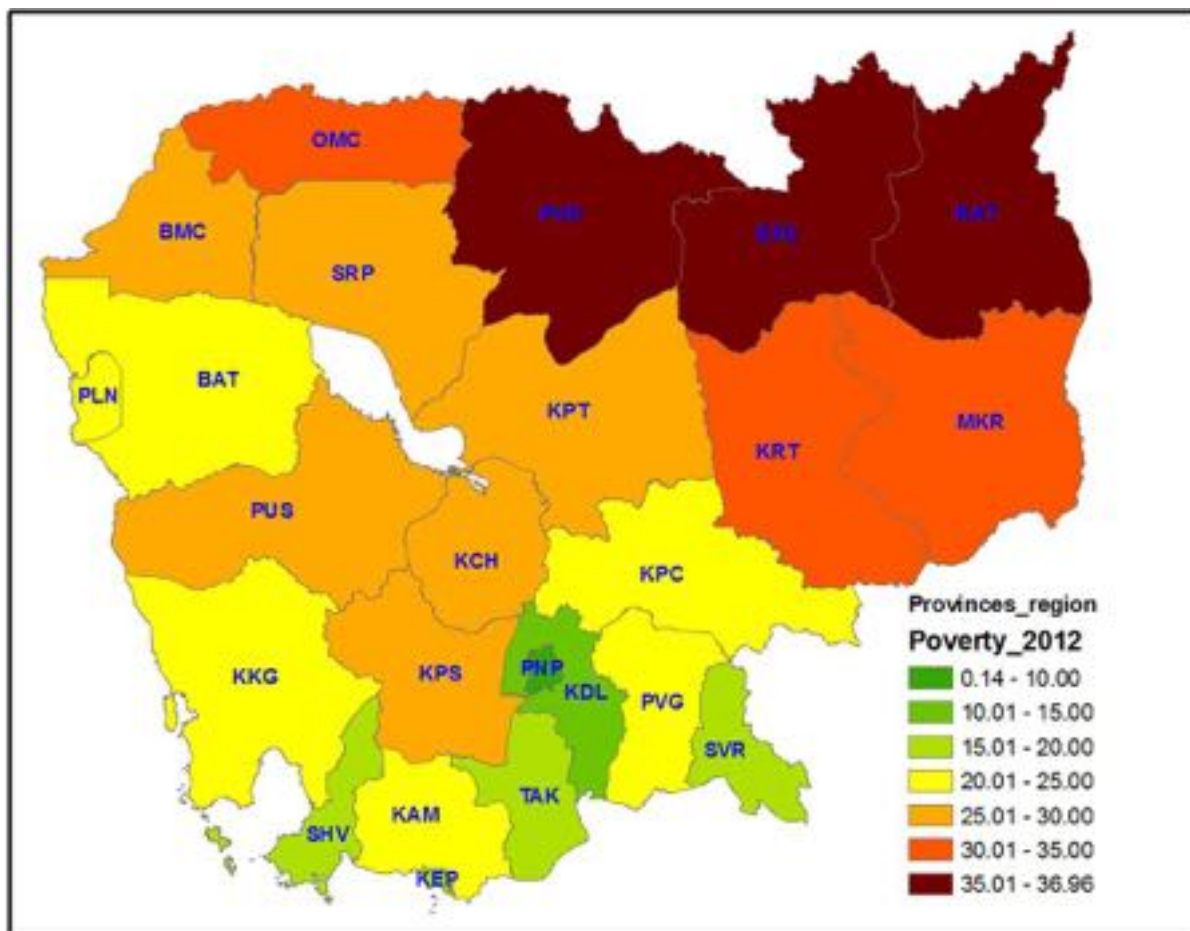 OMC
BMC
SRP
RAT
PLN
BAT
KPT
KRT
MKR
PUS
KCH
KPC
KKG
KPS
PNP
KDL
PVG
SVR
TAK
SHV
KAM
KEP
Provinces_region
Poverty_2012
0.14 - 10.00
10.01 - 15.00
15.01 - 20.00
20.01 - 25.00
25.01 - 30.00
30.01 - 35.00
35.01 - 36.96